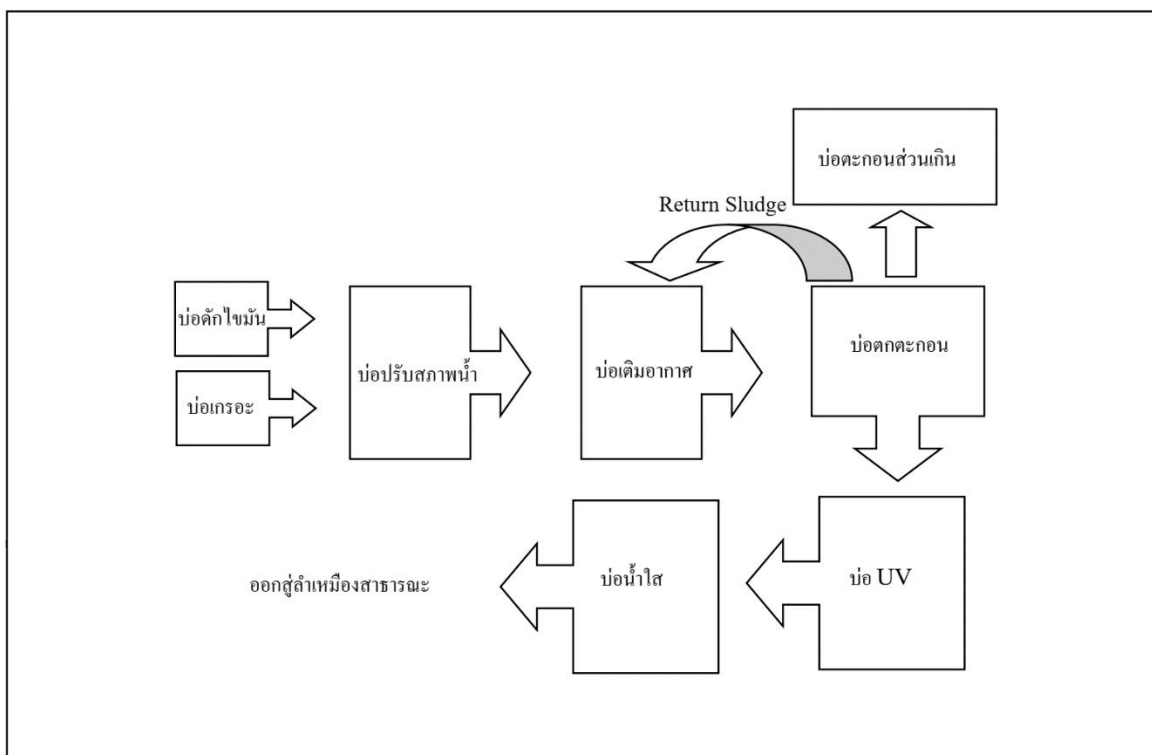 บ่อตะกอนส่วนเกิน
Return Sludge
บ่อดักไขมัน
บ่อเกรอะ
บ่อปรับสภาพน้ำ
บ่อเติมอากาศ
บ่อตกตะกอน
ออกสู่ลำเหมืองสาธารณะ
บ่อน้ำใส
บ่อ UV